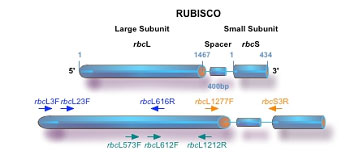 RUBISCO
Large Subunit Small Subunit
rbcL Spacer rbcS
1 1467 1 434
5' 3'
400bp
rbcL3F rbcL23F rbcL616R rbcL1277F rbcS3R
rbcL573F rbcL612F rbcL1212R